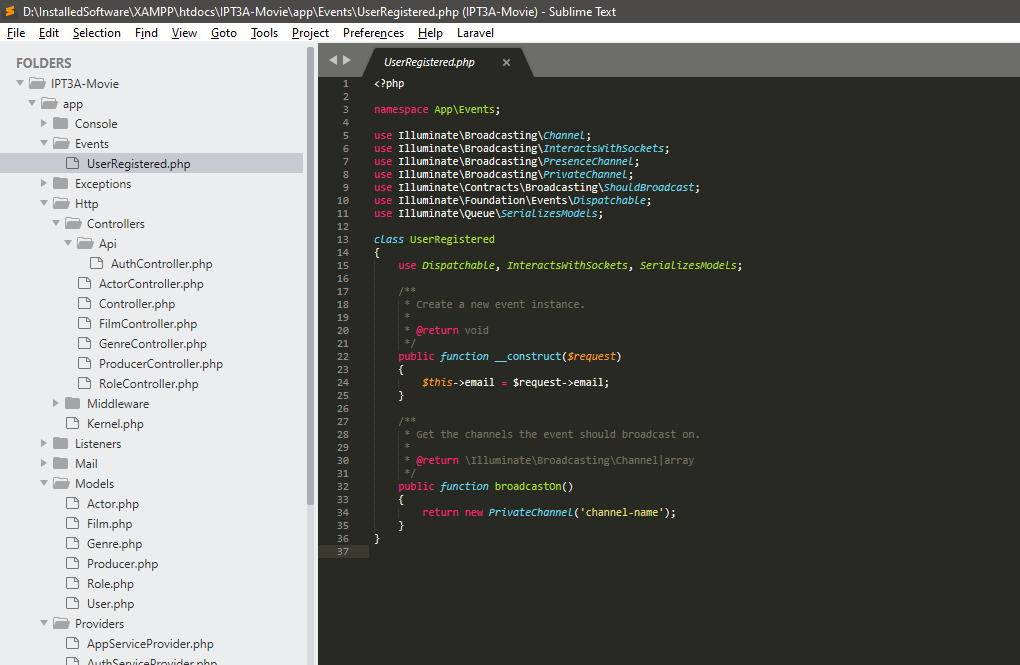 D:\InstalledSoftware\XAMPP\htdocs\IPT3A-Movie\app\Events\UserRegistered.php (IPT3A-Movie) - Sublime Text
File Edit Selection Find View Goto Tools Project Preferences Help Laravel
FOLDERS
IPT3A-Movie
app
Console
Events
UserRegistered.php
Exceptions
Http
Controllers
Api
AuthController.php
ActorController.php
Controller.php
FilmController.php
GenreController.php
ProducerController.php
RoleController.php
Middleware
Kernel.php
Listeners
Mail
Models
Actor.php
Film.php
Genre.php
Producer.php
Role.php
User.php
Providers
AppServiceProvider.php
AuthServiceProvider.php
UserRegistered.php ×
1 <?php
2
3 namespace App\Events;
4
5 use Illuminate\Broadcasting\Channel;
6 use Illuminate\Broadcasting\InteractsWithSockets;
7 use Illuminate\Broadcasting\PresenceChannel;
8 use Illuminate\Broadcasting\PrivateChannel;
9 use Illuminate\Contracts\Broadcasting\ShouldBroadcast;
10 use Illuminate\Foundation\Events\Dispatchable;
11 use Illuminate\Queue\SerializesModels;
12
13 class UserRegistered
14 {
15 use Dispatchable, InteractsWithSockets, SerializesModels;
16
17 /**
18 * Create a new event instance.
19 *
20 * @return void
21 */
22 public function __construct($request)
23 {
24 $this->email = $request->email;
25 }
26
27 /**
28 * Get the channels the event should broadcast on.
29 *
30 * @return \Illuminate\Broadcasting\Channel|array
31 */
32 public function broadcastOn()
33 {
34 return new PrivateChannel('channel-name');
35 }
36 }
37